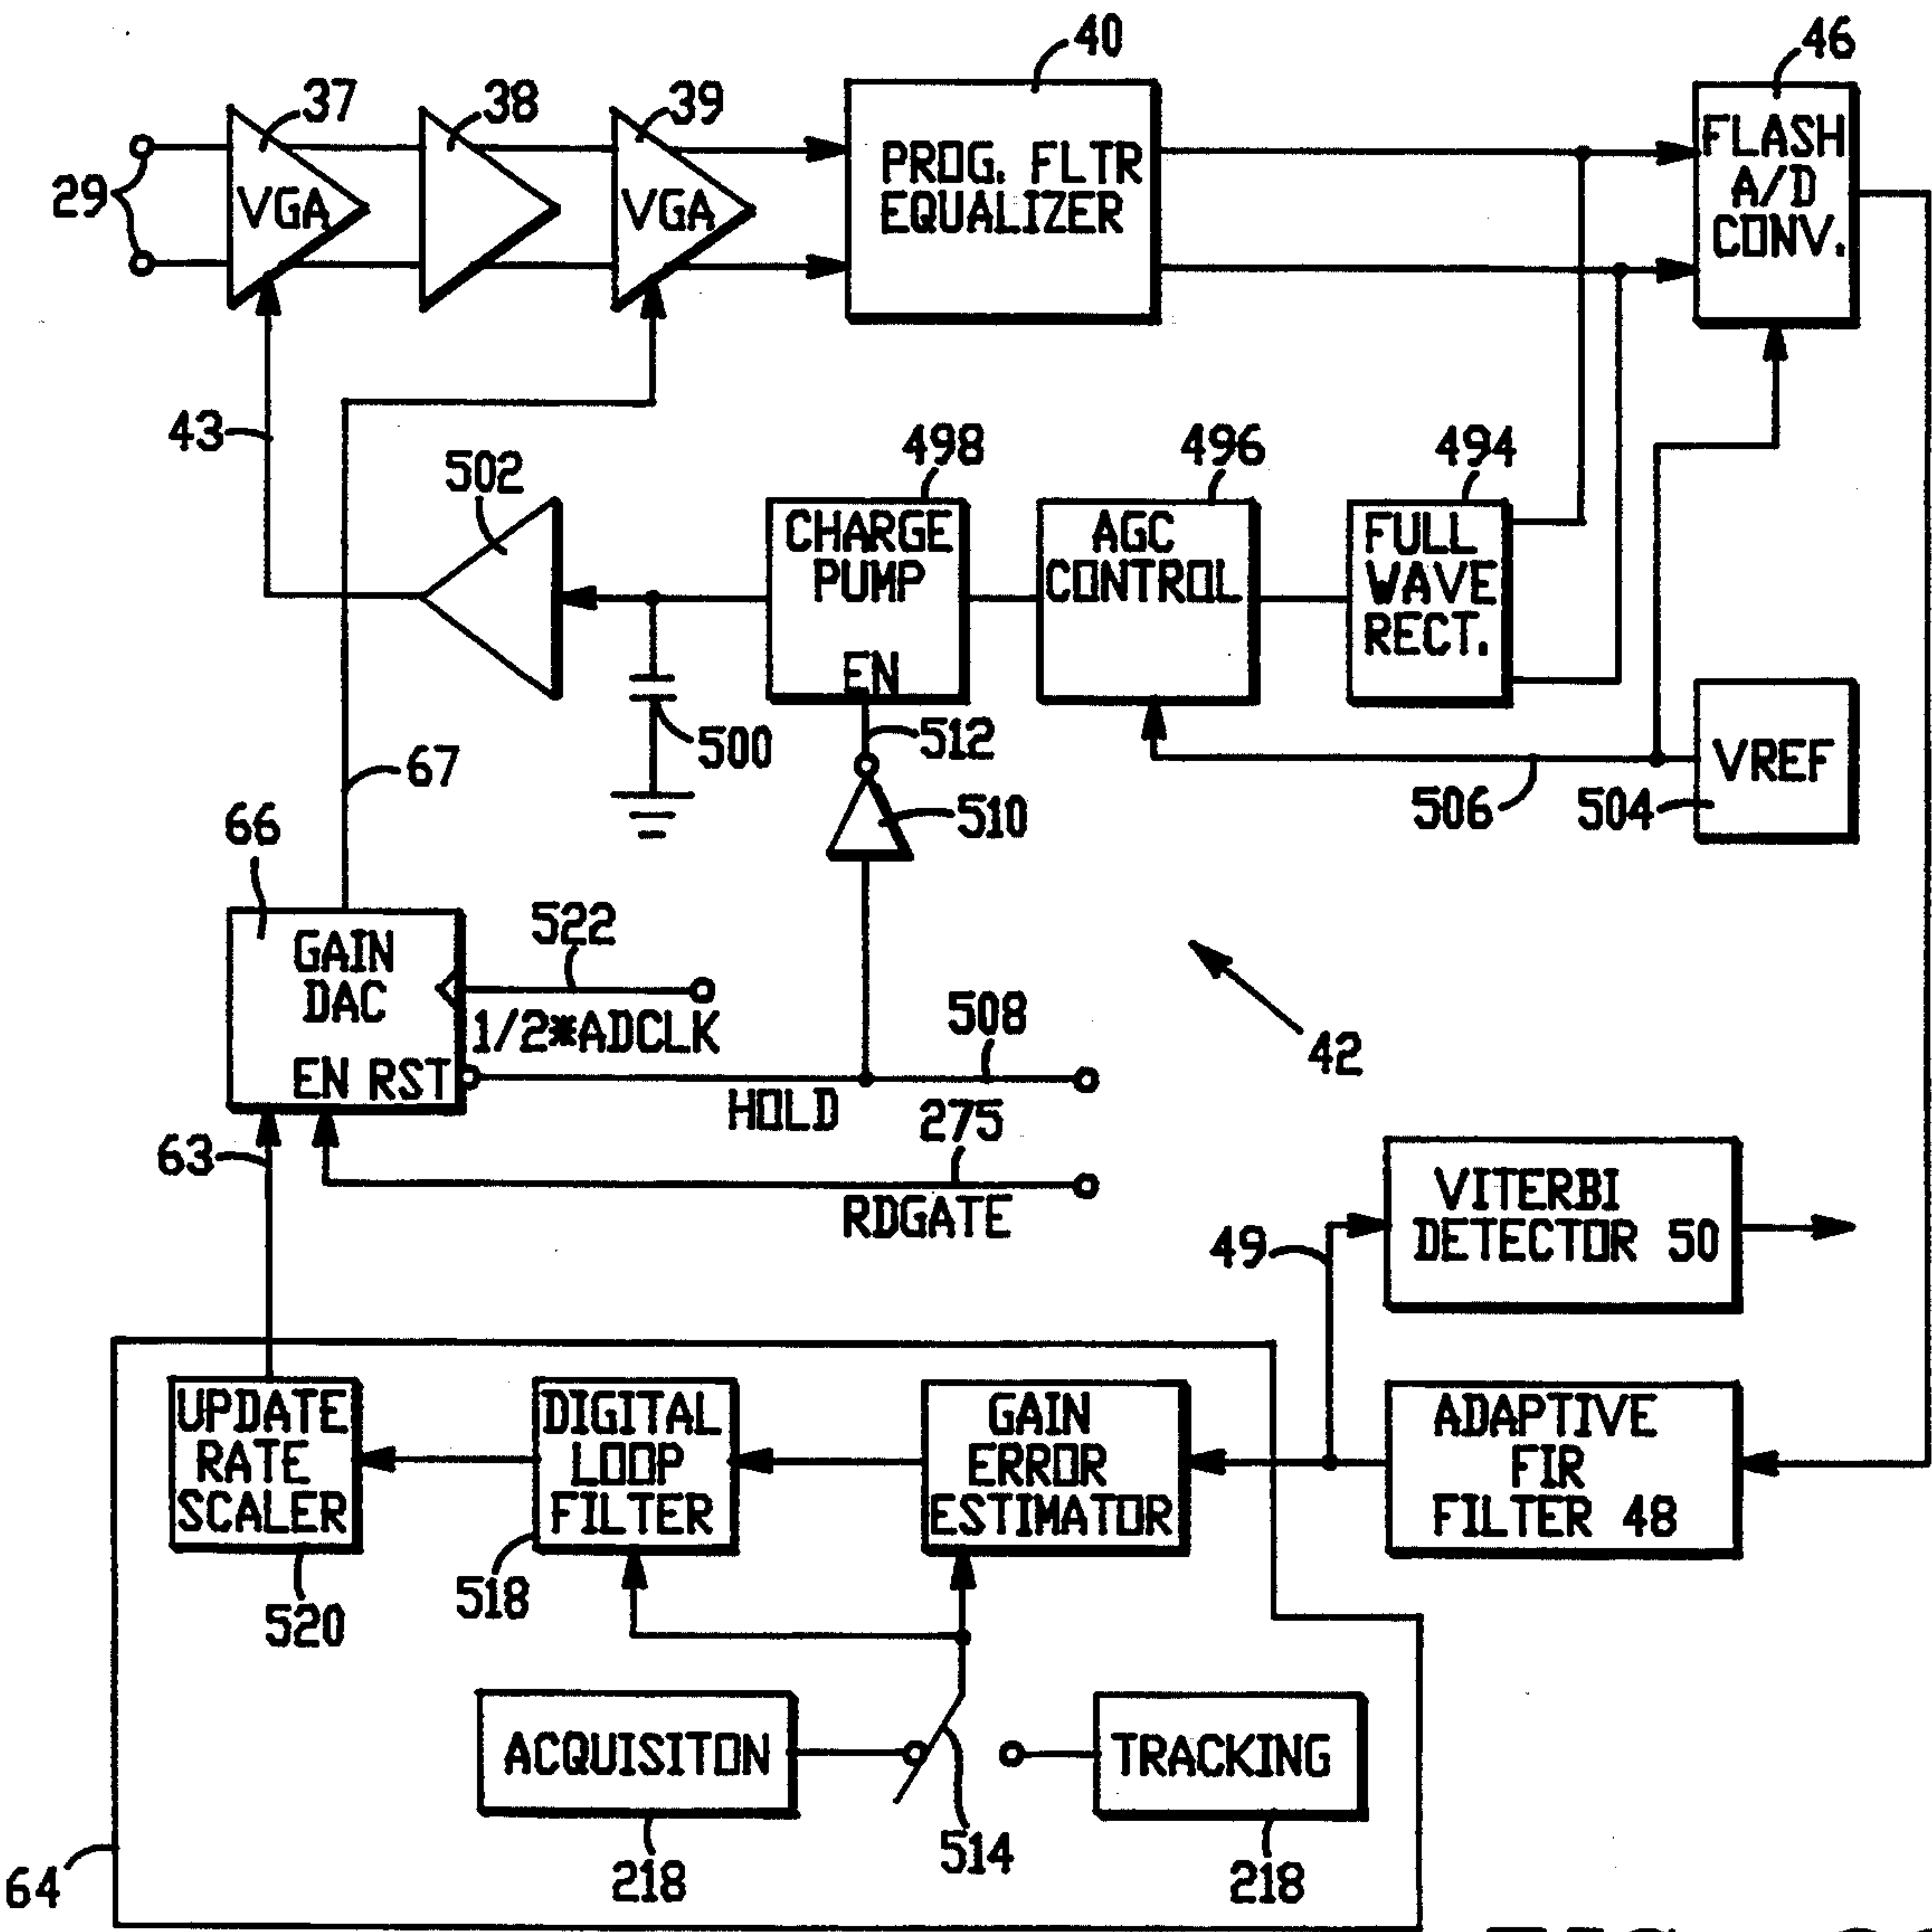 40
46
37
38
39
29
VGA
VGA
PROG. FLTR
EQUALIZER
FLASH
A/D
CONV.
43
502
498
496
494
CHARGE
PUMP
EN
AGC
CONTROL
FULL
WAVE
RECT.
500
512
510
506
504
VREF
67
66
GAIN
DAC
EN RST
522
1/2*ADCLK
508
HOLD
42
63
275
RDGATE
49
VITERBI
DETECTOR 50
UPDATE
RATE
SCALER
DIGITAL
LOOP
FILTER
GAIN
ERROR
ESTIMATOR
ADAPTIVE
FIR
FILTER 48
520
518
ACQUISITON
TRACKING
218
514
218
64